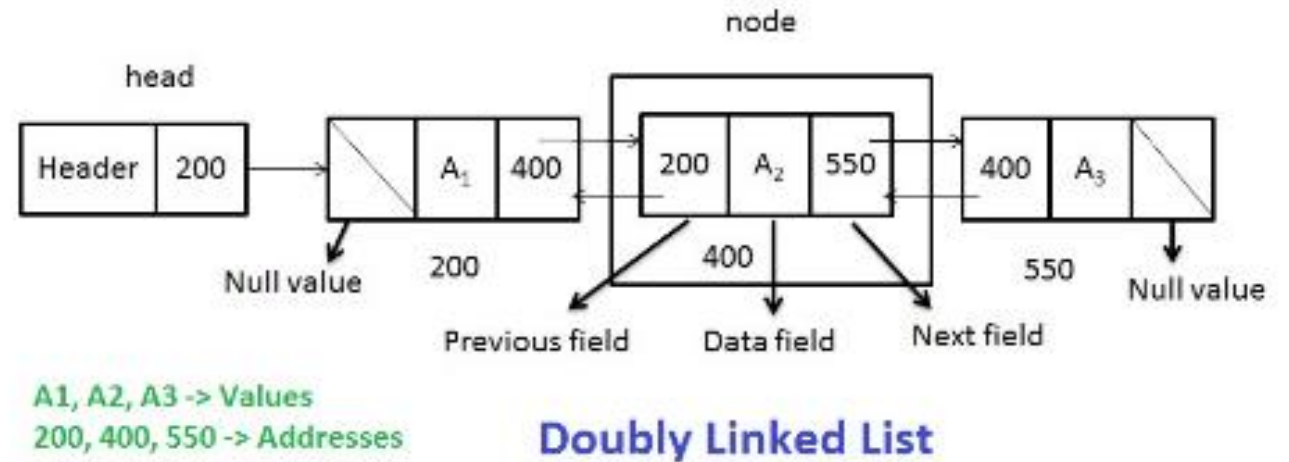 node
head
Header 200
A₁ 400
200 A₂ 550
400 A₃
Null value
200
400
550
Null value
Previous field
Data field
Next field
A1, A2, A3 -> Values
200, 400, 550 -> Addresses
Doubly Linked List